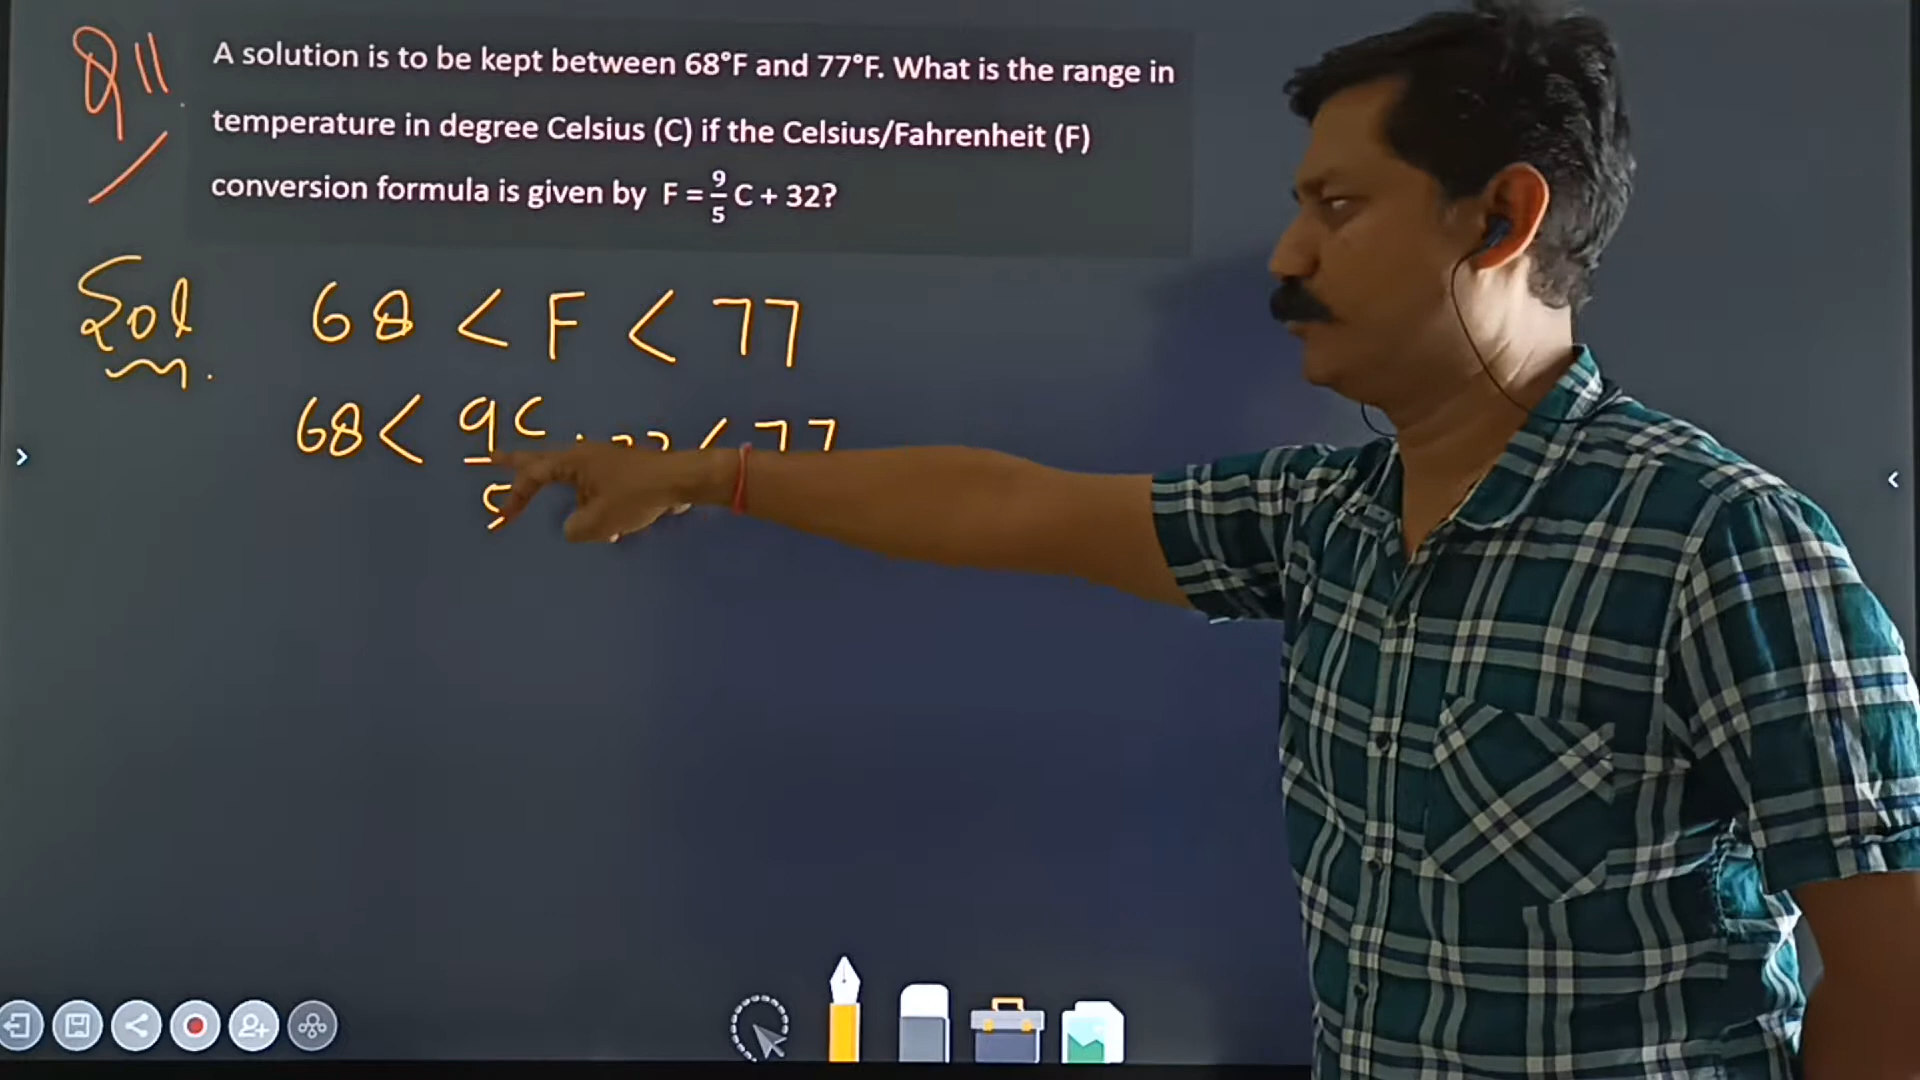 Q11.
A solution is to be kept between 68°F and 77°F. What is the range in
temperature in degree Celsius (C) if the Celsius/Fahrenheit (F)
conversion formula is given by F = 9/5 C + 32?
Sol. 68 < F < 77
68 < 9C/5 < 77